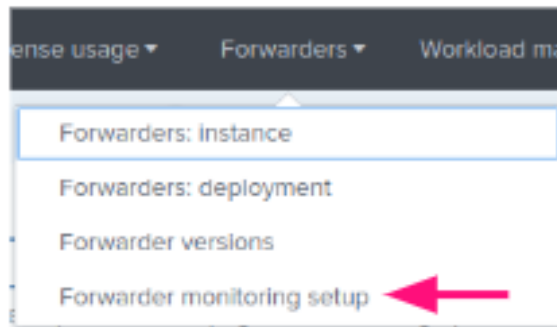 ense usage ▾ Forwarders ▾ Workload ma
Forwarders: instance
Forwarders: deployment
Forwarder versions
Forwarder monitoring setup